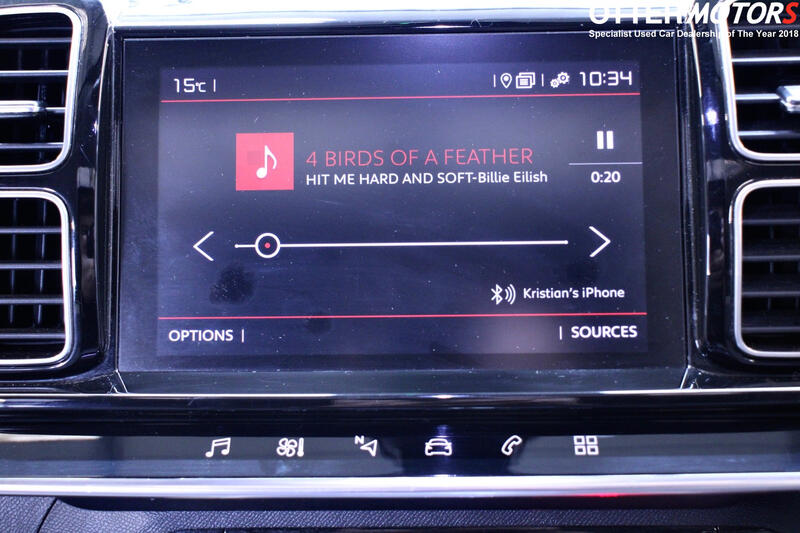 OTTERMOTORS
Specialist Used Car Dealership of The Year 2018
15°C
10:34
4 BIRDS OF A FEATHER
HIT ME HARD AND SOFT-Billie Eilish
0:20
Kristian's iPhone
OPTIONS
SOURCES
N